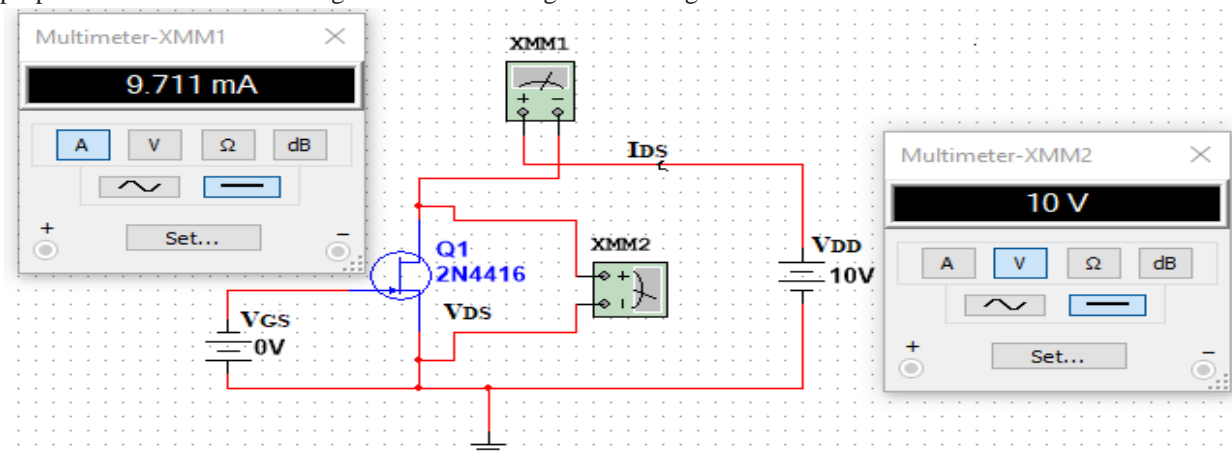 Multimeter-XMM1
9.711 mA
A V Ω dB
+ −
Set...
XMM1
+ −
IDS
Q1
2N4416
XMM2
+
VDD
10V
VGS
0V
VDS
Multimeter-XMM2
10 V
A V Ω dB
+ −
Set...